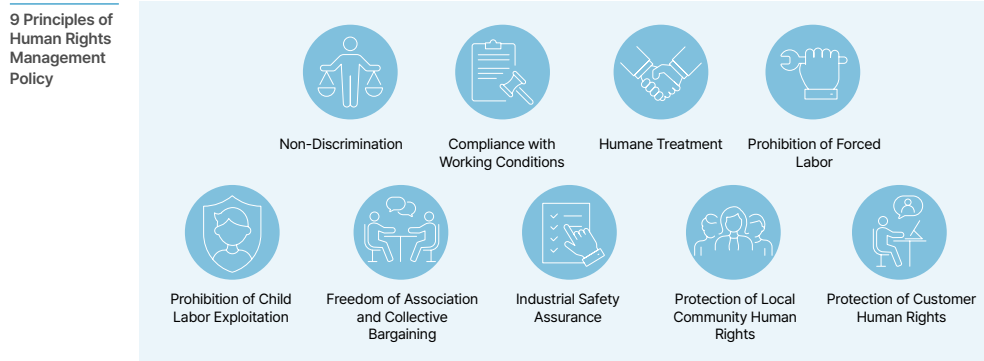 9 Principles of
Human Rights
Management
Policy
Non-Discrimination
Compliance with
Working Conditions
Humane Treatment
Prohibition of Forced
Labor
Prohibition of Child
Labor Exploitation
Freedom of Association
and Collective
Bargaining
Industrial Safety
Assurance
Protection of Local
Community Human
Rights
Protection of Customer
Human Rights